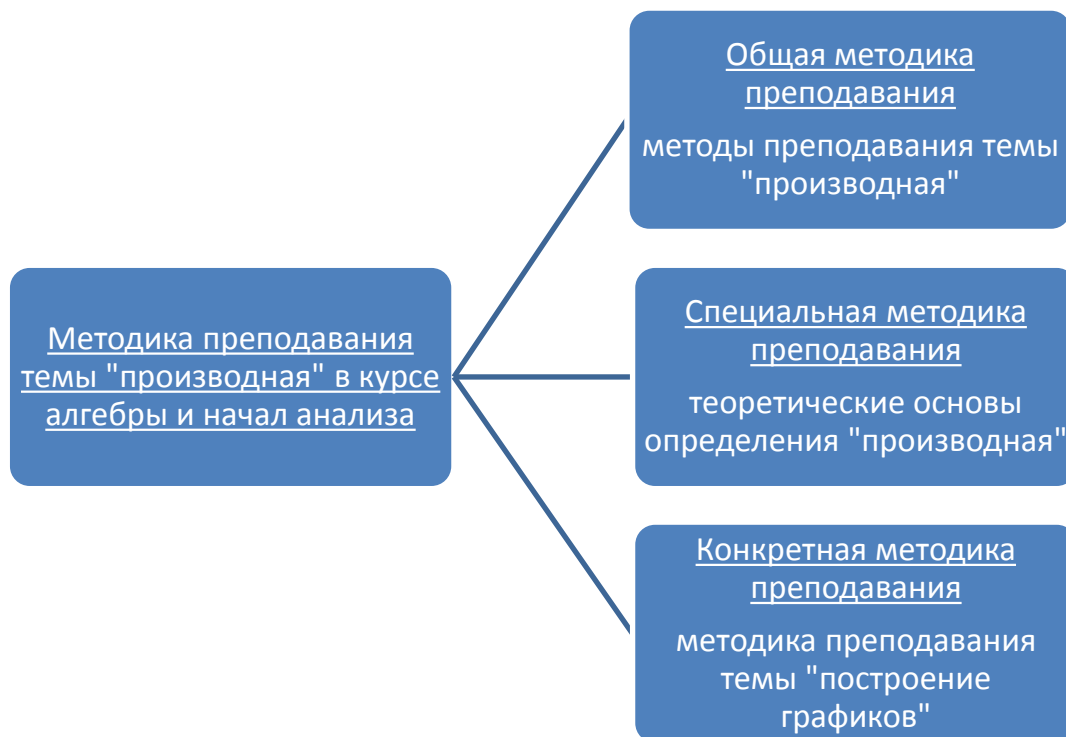 Общая методика
преподавания
методы преподавания темы
"производная"
Методика преподавания
темы "производная" в курсе
алгебры и начал анализа
Специальная методика
преподавания
теоретические основы
определения "производная"
Конкретная методика
преподавания
методика преподавания
темы "построение
графиков"